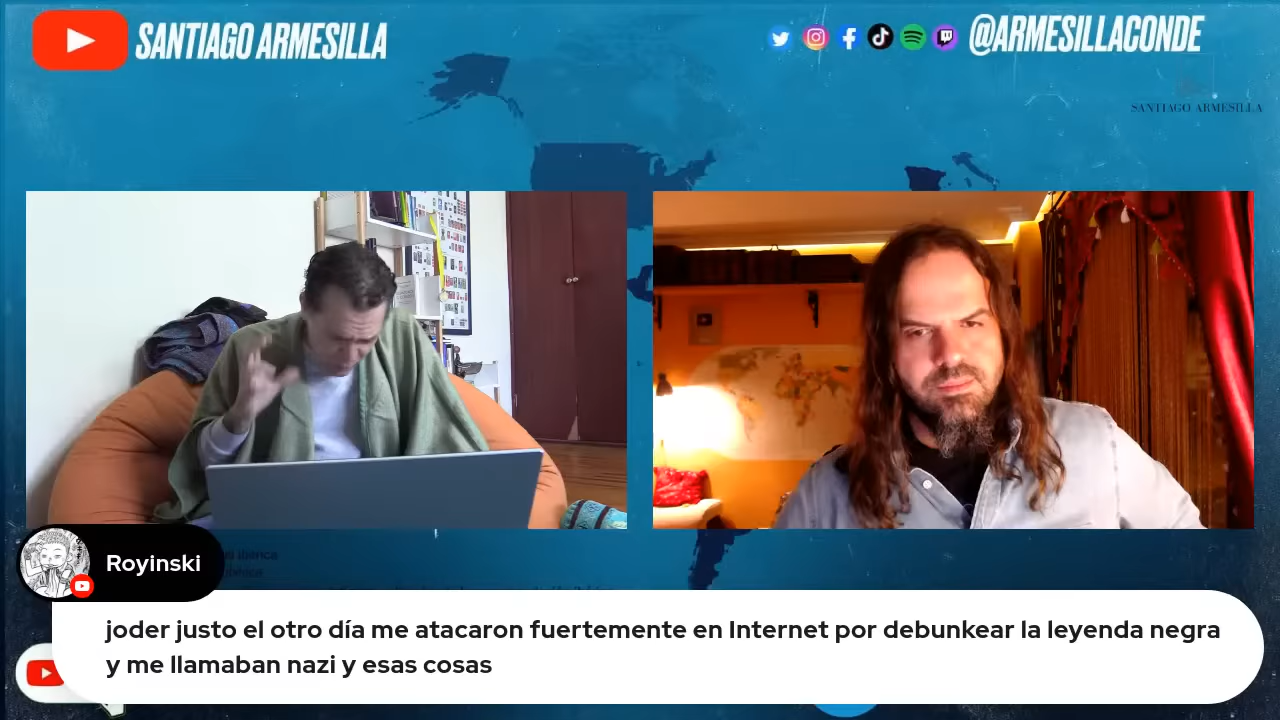 SANTIAGO ARMESILLA
@ARMESILLACONDE
SANTIAGO ARMESILLA
Royinski
joder justo el otro día me atacaron fuertemente en Internet por debunkear la leyenda negra
y me llamaban nazi y esas cosas